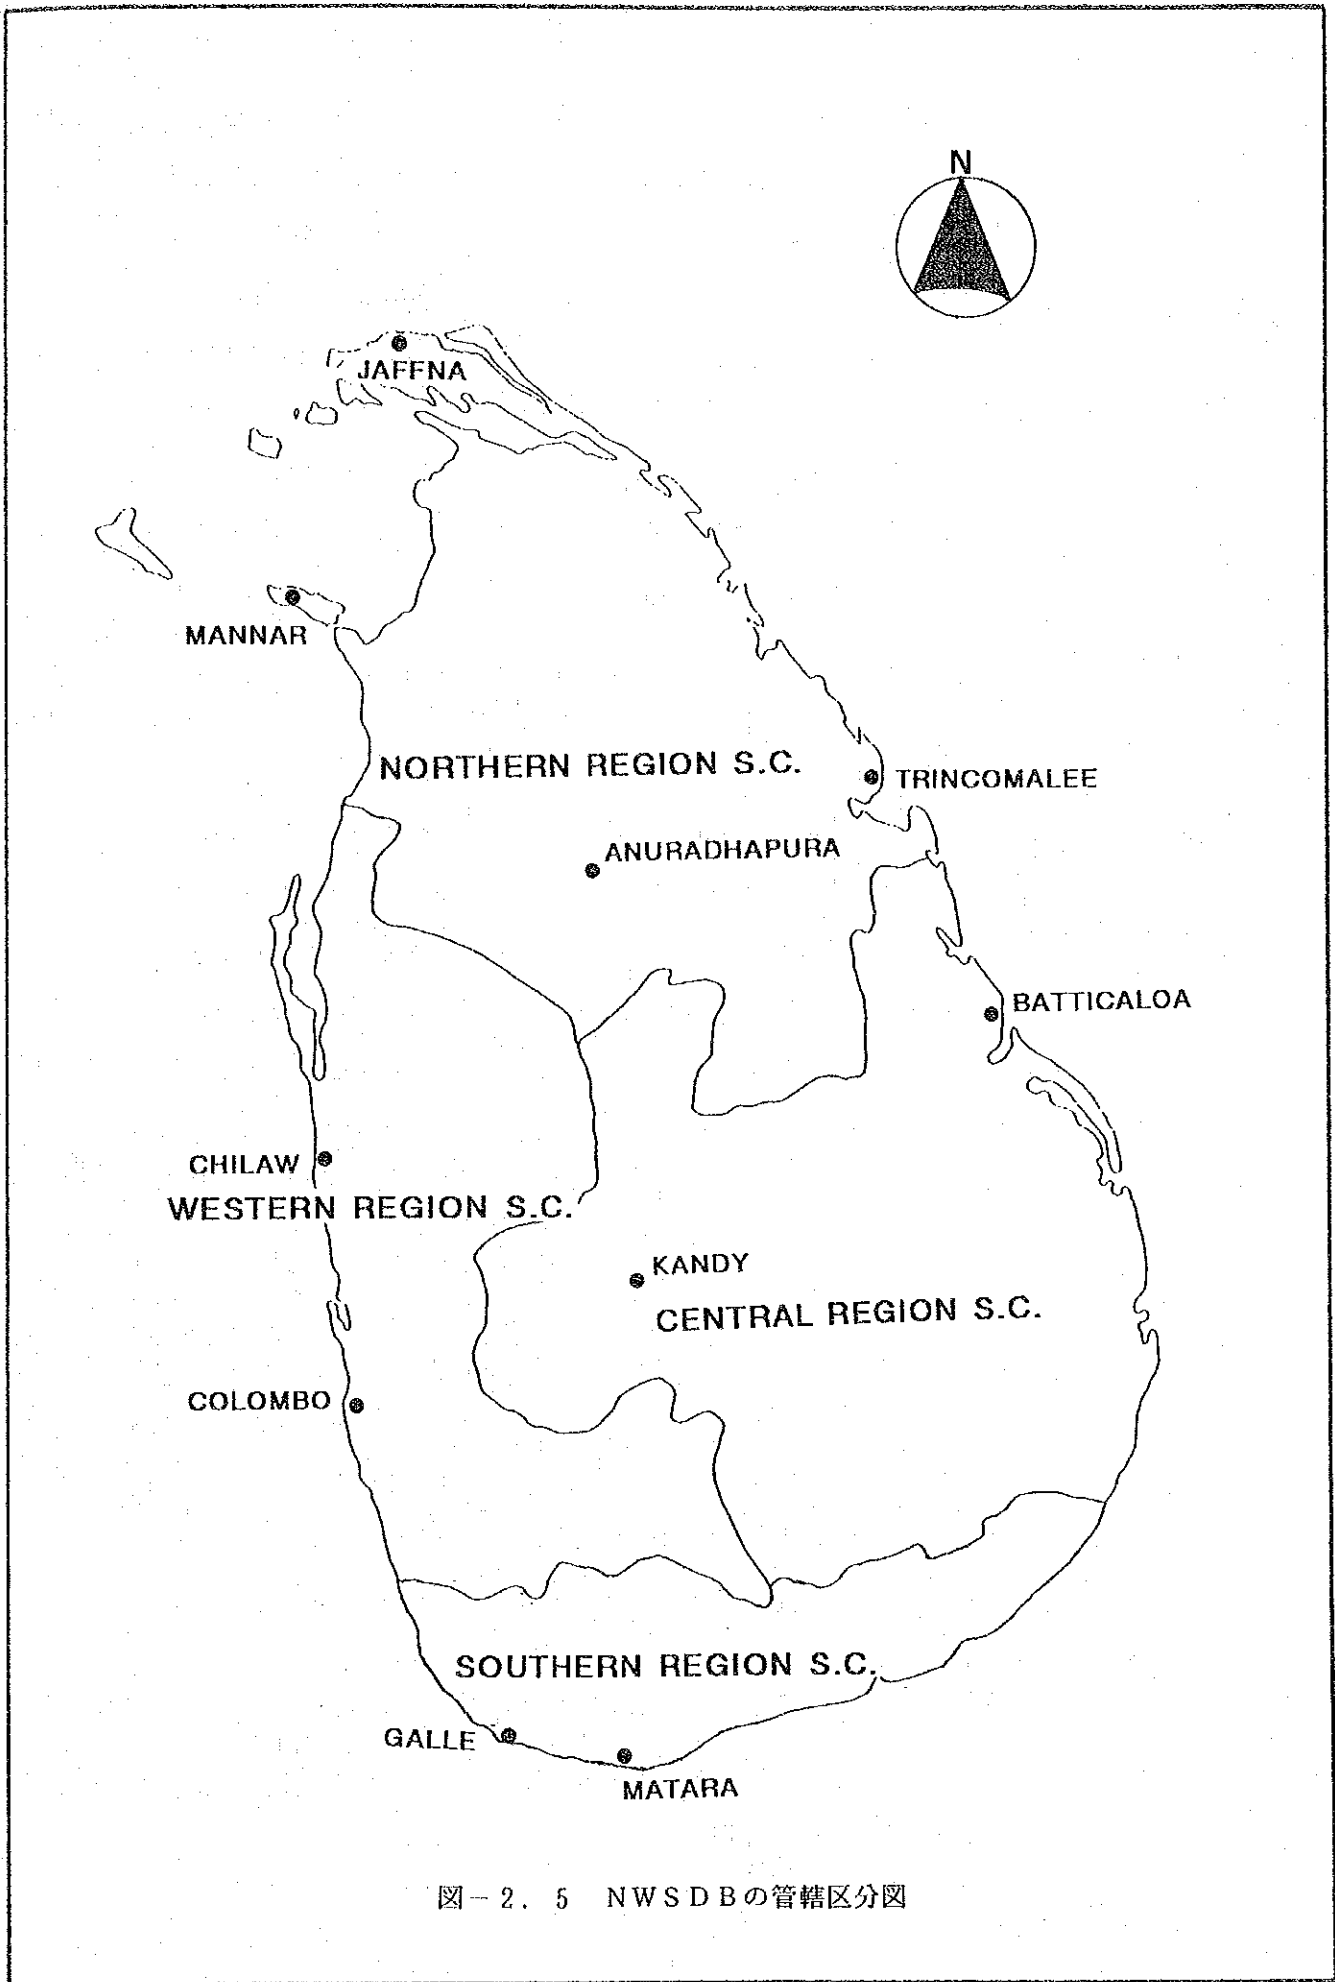 N
JAFFNA
MANNAR
NORTHERN REGION S.C.
TRINCOMALEE
ANURADHAPURA
BATTICALOA
CHILAW
WESTERN REGION S.C.
KANDY
CENTRAL REGION S.C.
COLOMBO
SOUTHERN REGION S.C.
GALLE
MATARA
図－2．5　NWSDBの管轄区分図